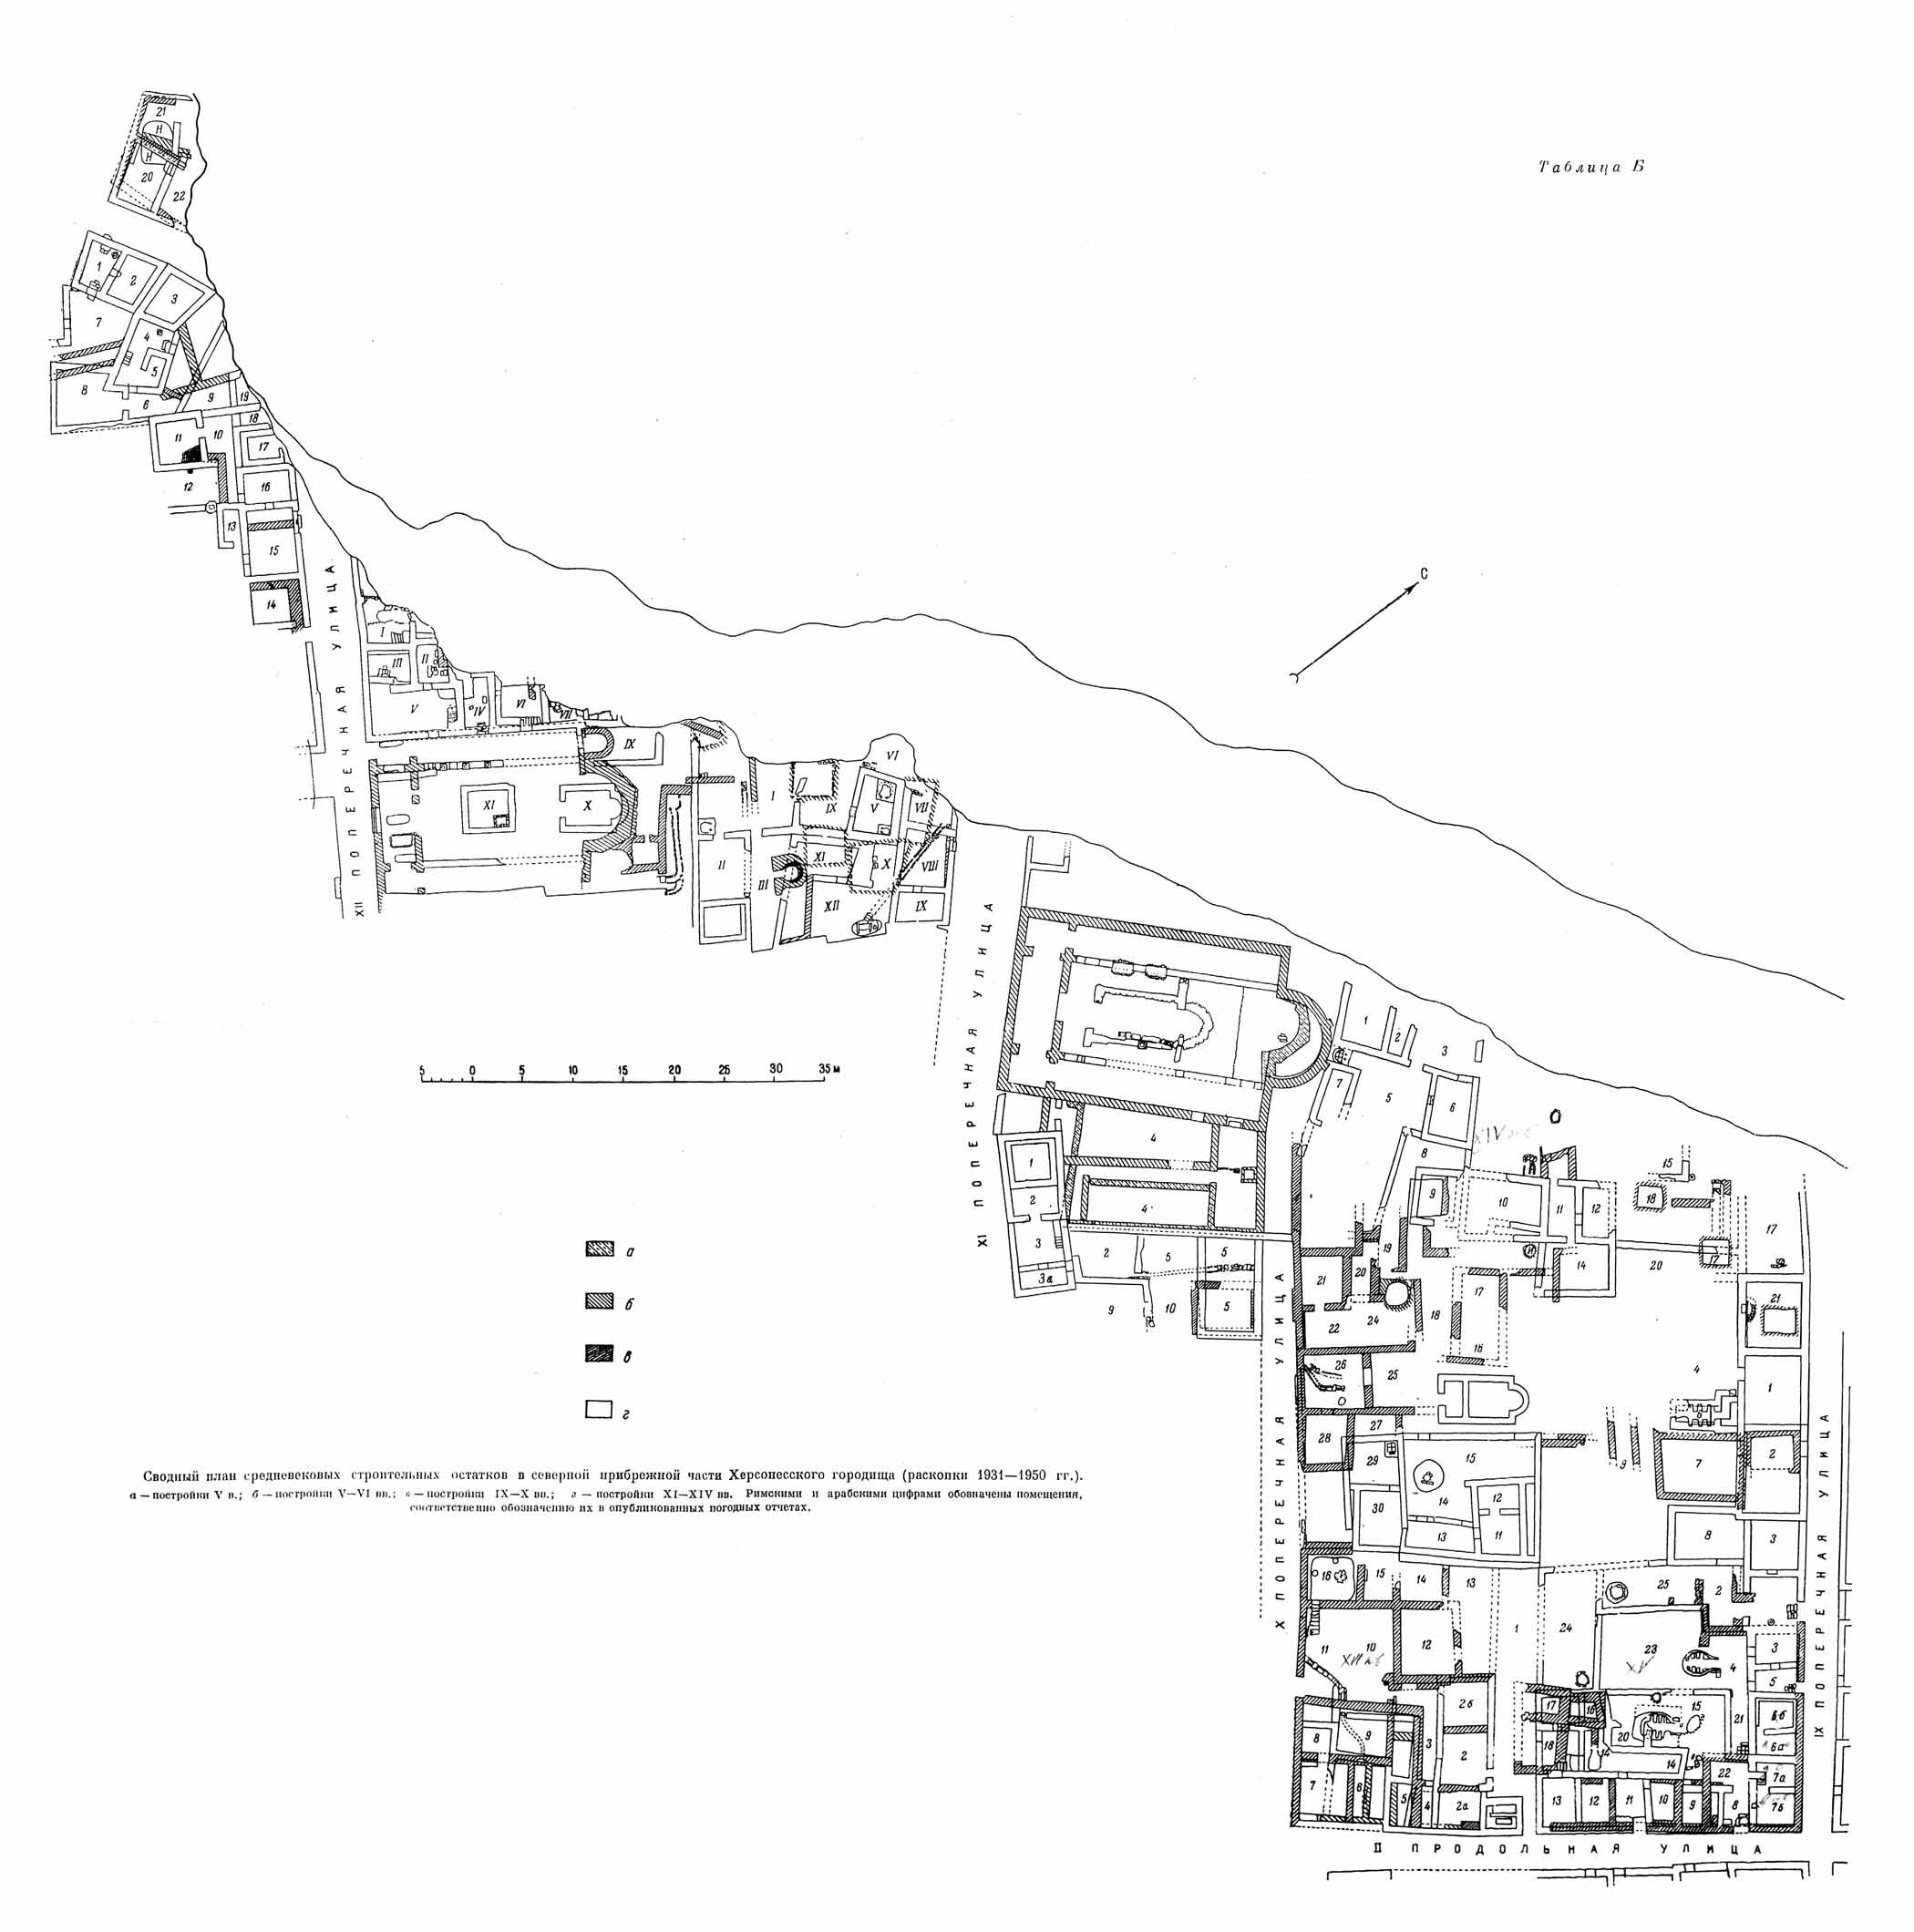 Таблица Б
21
Н
Н
20
22
1
2
3
7
4
5
8
6
9
19
18
11
10
17
12
16
13
15
14
XII ПОПЕРЕЧНАЯ УЛИЦА
С
I
III
II
V
IV
VI
VII
IX
XI
X
I
IX
V
VI
VII
II
III
XI
X
VIII
XII
IX
XI ПОПЕРЕЧНАЯ УЛИЦА
5 0 5 10 15 20 25 30 35 м
1
2
3
7
5
6
4
8
1
2
4
3
3а
2
5
5
9
10
5
9
10
11
12
15
18
17
19
14
20
21
20
17
22
24
18
16
21
26
25
4
1
28
27
29
15
9
7
2
14
12
30
13
11
8
3
X ПОПЕРЕЧНАЯ УЛИЦА
IX ПОПЕРЕЧНАЯ УЛИЦА
16
15
14
13
25
2
11
10
12
1
24
23
4
3
5
2б
17
16
15
21
6б
8
9
3
2
18
20
14
6а
7
6
5
4
2а
13
12
11
10
9
22
8
7а
7б
II ПРОДОЛЬНАЯ УЛИЦА
а
б
в
г
Сводный план средневековых строительных остатков в северной прибрежной части Херсонесского городища (раскопки 1931—1950 гг.).
а — постройки V в.; б — постройки V—VI вв.; в — постройки IX—X вв.; г — постройки XI—XIV вв. Римскими и арабскими цифрами обозначены помещения,
соответственно обозначению их в опубликованных погодных отчетах.